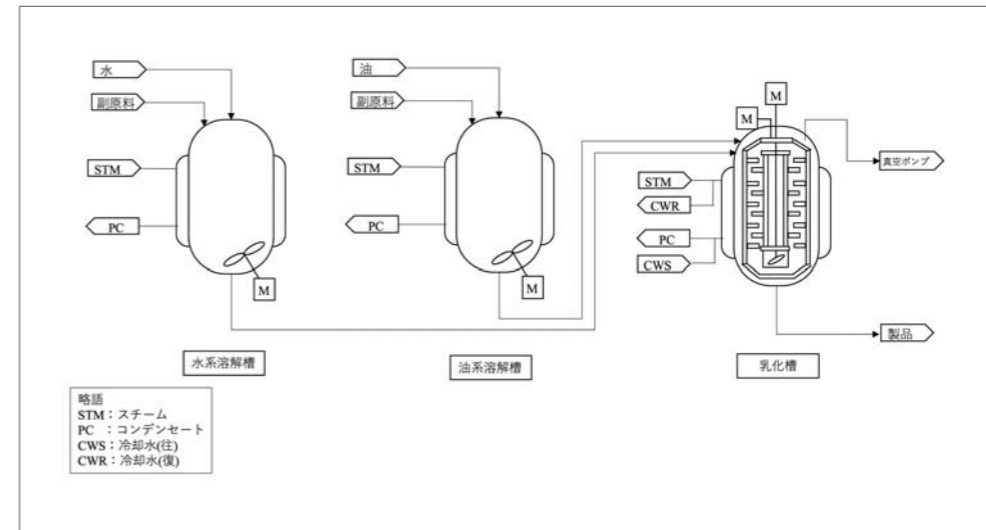 水
副原料
STM
PC
M
水系溶解槽
油
副原料
STM
PC
M
油系溶解槽
M
M
STM
CWR
PC
CWS
真空ポンプ
製品
乳化槽
略語
STM：スチーム
PC ：コンデンセート
CWS：冷却水(往)
CWR：冷却水(復)